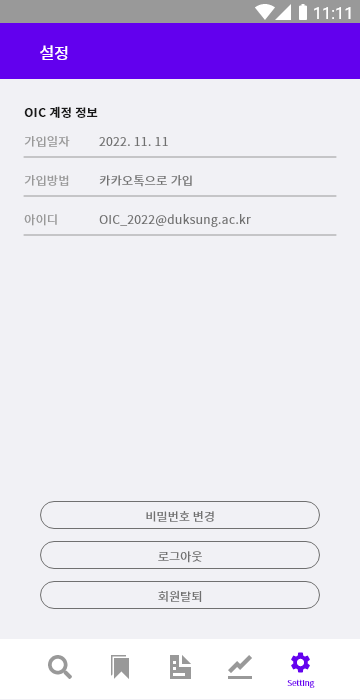 11:11
설정
OIC 계정 정보
가입일자 2022. 11. 11
가입방법 카카오톡으로 가입
아이디 OIC_2022@duksung.ac.kr
비밀번호 변경
로그아웃
회원탈퇴
Setting